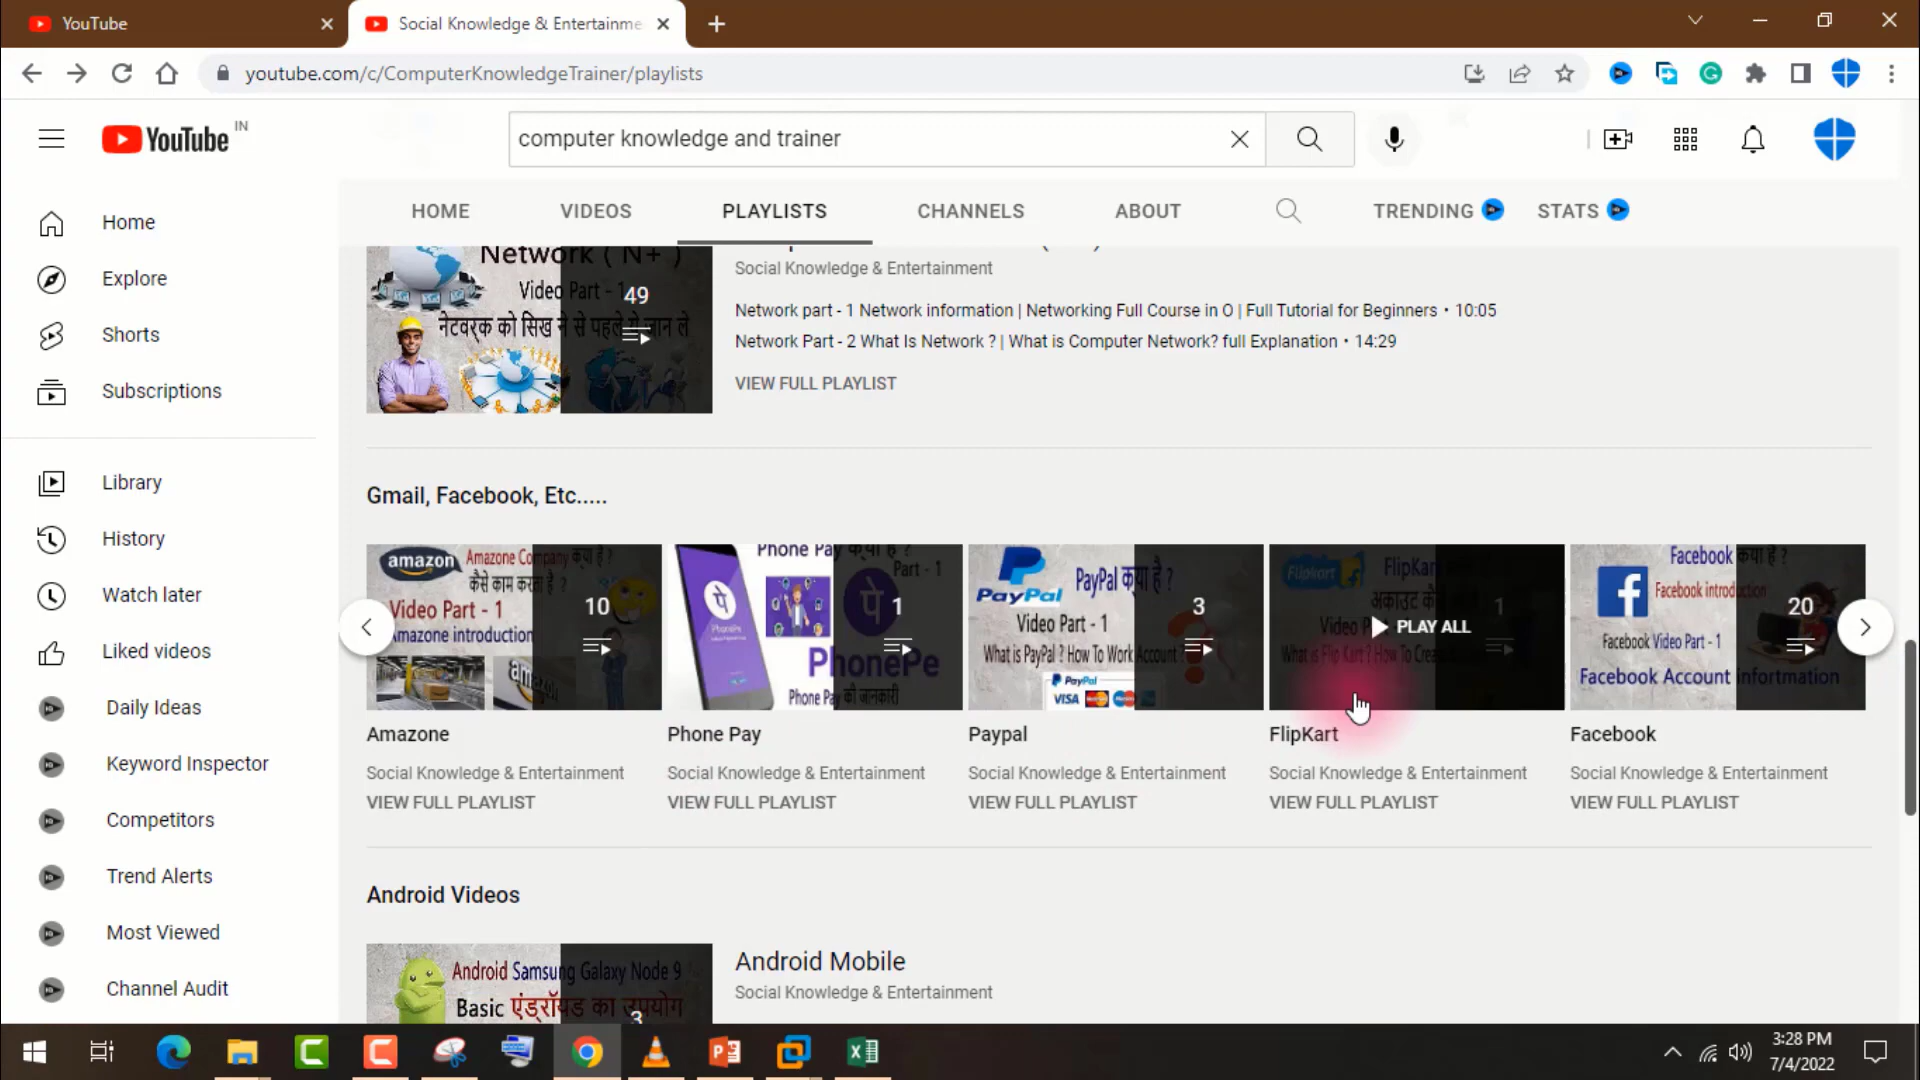 YouTube
Social Knowledge & Entertainme
youtube.com/c/ComputerKnowledgeTrainer/playlists
YouTube IN
computer knowledge and trainer
HOME
VIDEOS
PLAYLISTS
CHANNELS
ABOUT
TRENDING
STATS
Home
Explore
Shorts
Subscriptions
Library
History
Watch later
Liked videos
Daily Ideas
Keyword Inspector
Competitors
Trend Alerts
Most Viewed
Channel Audit
Network ( N+ )
Video Part - 1
नेटवर्क को सिख ने से पहले ये जान ले
49
Social Knowledge & Entertainment
Network part - 1 Network information | Networking Full Course in O | Full Tutorial for Beginners • 10:05
Network Part - 2 What Is Network ? | What is Computer Network? full Explanation • 14:29
VIEW FULL PLAYLIST
Gmail, Facebook, Etc.....
amazon
Amazone Company क्या है ?
कैसे काम करता है ?
Video Part - 1
Amazone introduction
10
Amazone
Social Knowledge & Entertainment
VIEW FULL PLAYLIST
Phone Pay क्या है ?
Part - 1
PhonePe
Phone Pay की जानकारी
1
Phone Pay
Social Knowledge & Entertainment
VIEW FULL PLAYLIST
PayPal
PayPal क्या है ?
Video Part - 1
What is PayPal ? How To Work Account ?
PayPal
VISA
3
Paypal
Social Knowledge & Entertainment
VIEW FULL PLAYLIST
Flipkart
FlipKart
अकाउट
Video P
What is Flip Kart ? How To Create
1
PLAY ALL
FlipKart
Social Knowledge & Entertainment
VIEW FULL PLAYLIST
Facebook क्या है ?
Facebook introduction
Facebook Video Part - 1
Facebook Account infortmation
20
Facebook
Social Knowledge & Entertainment
VIEW FULL PLAYLIST
Android Videos
Android Samsung Galaxy Node 9
Basic एंड्रॉयड का उपयोग
3
Android Mobile
Social Knowledge & Entertainment
3:28 PM
7/4/2022